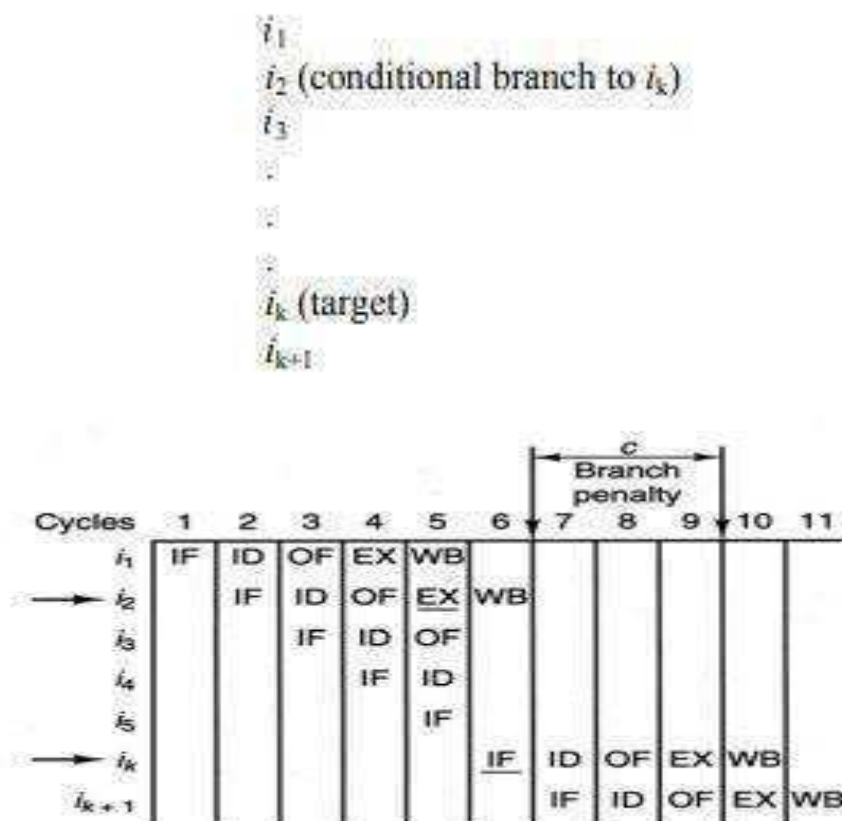 i1
i2 (conditional branch to ik)
i3
.
.
.
ik (target)
ik+1
c
Branch
penalty
Cycles 1 2 3 4 5 6 7 8 9 10 11
i1 IF ID OF EX WB
i2 IF ID OF EX WB
i3 IF ID OF
i4 IF ID
i5 IF
ik IF ID OF EX WB
ik + 1 IF ID OF EX WB